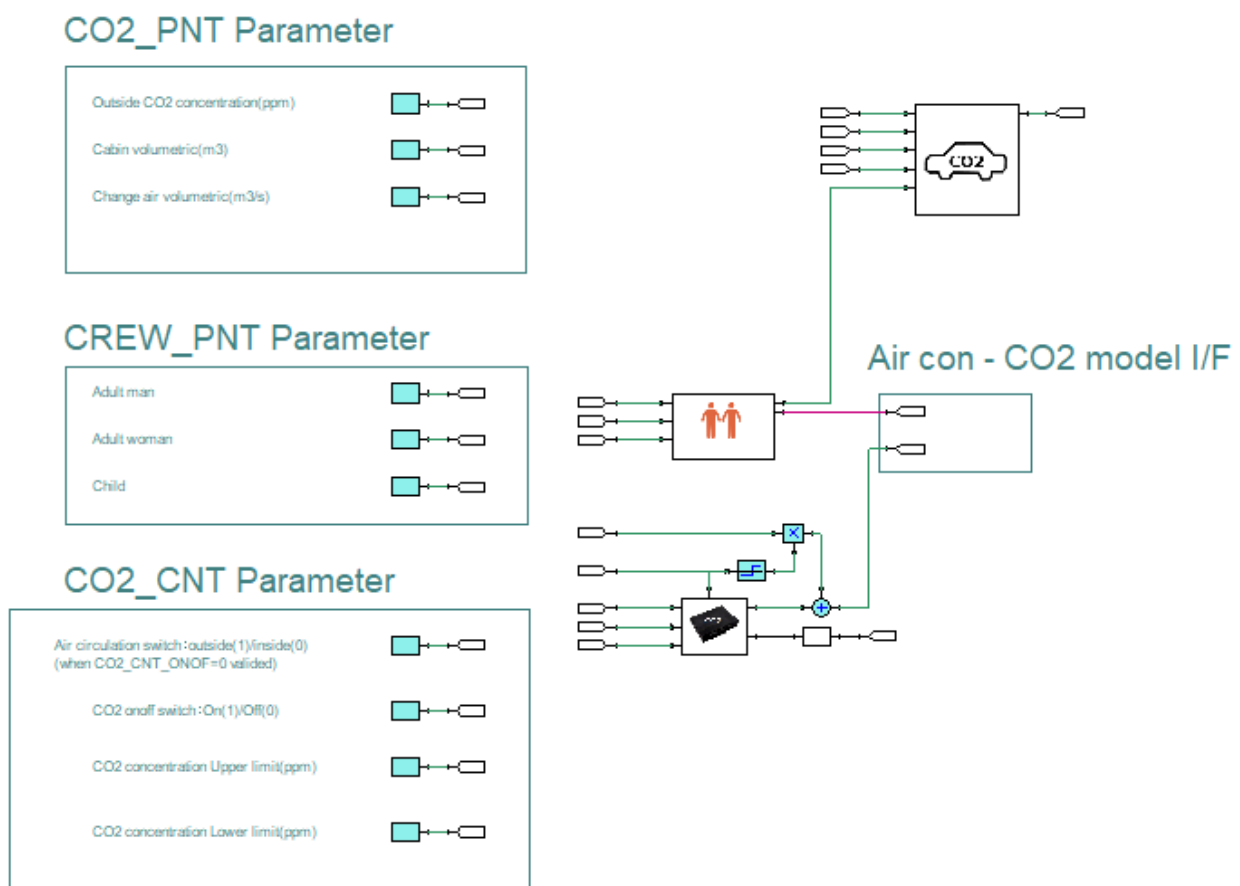 CO2_PNT Parameter
Outside CO2 concentration(ppm)
Cabin volumetric(m3)
Change air volumetric(m3/s)
CO2
CREW_PNT Parameter
Adult man
Adult woman
Child
Air con - CO2 model I/F
CO2_CNT Parameter
Air circulation switch:outside(1)/inside(0)
(when CO2_CNT_ONOF=0 valided)
CO2 onoff switch:On(1)/Off(0)
CO2 concentration Upper limit(ppm)
CO2 concentration Lower limit(ppm)
CO2